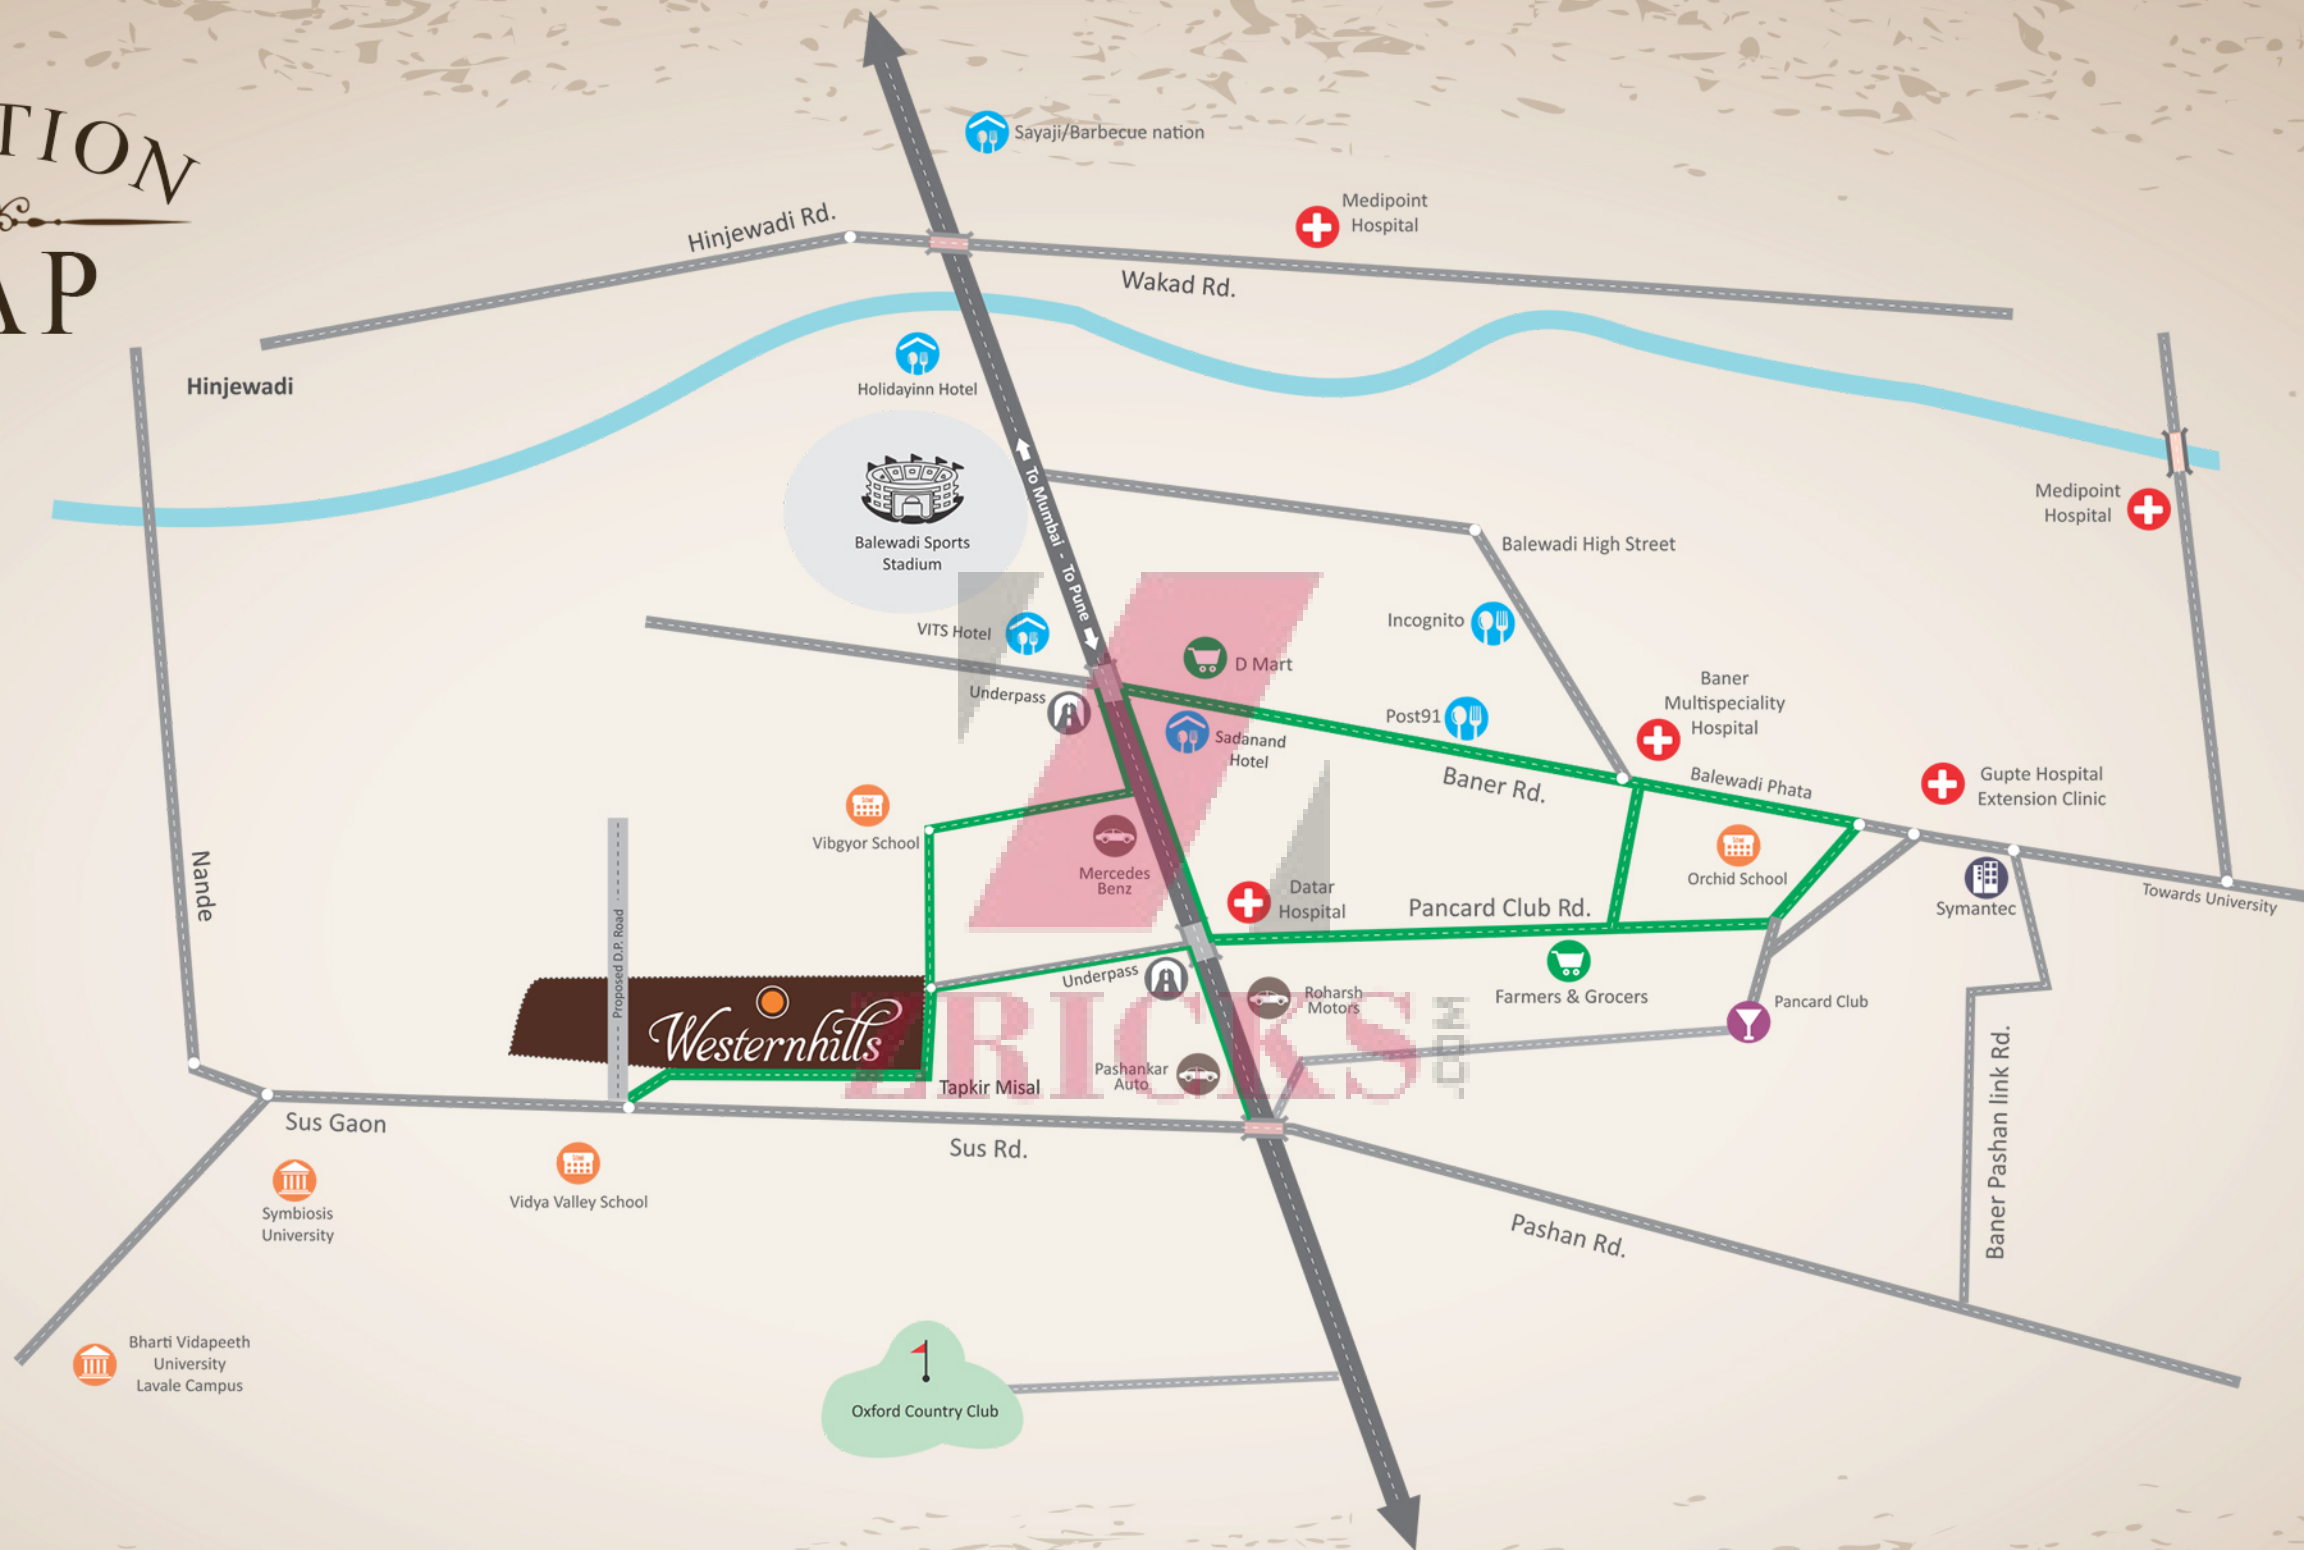 TION
AP
Sayaji/Barbecue nation
Medipoint
Hospital
Hinjewadi Rd.
Wakad Rd.
Holidayinn Hotel
Hinjewadi
Balewadi Sports
Stadium
To Mumbai - To Pune
Medipoint
Hospital
Balewadi High Street
VITS Hotel
Incognito
D Mart
Underpass
Baner
Multispeciality
Hospital
Post91
Sadanand
Hotel
Baner Rd.
Balewadi Phata
Gupte Hospital
Extension Clinic
Vibgyor School
Mercedes
Benz
Orchid School
Nande
Datar
Hospital
Pancard Club Rd.
Symantec
Towards University
Proposed D.P. Road
Underpass
Westernhills
Roharsh
Motors
Farmers & Grocers
Pancard Club
ZRICKS
.COM
Pashankar
Auto
Tapkir Misal
Baner Pashan link Rd.
Sus Gaon
Sus Rd.
Vidya Valley School
Symbiosis
University
Pashan Rd.
Bharti Vidapeeth
University
Lavale Campus
Oxford Country Club